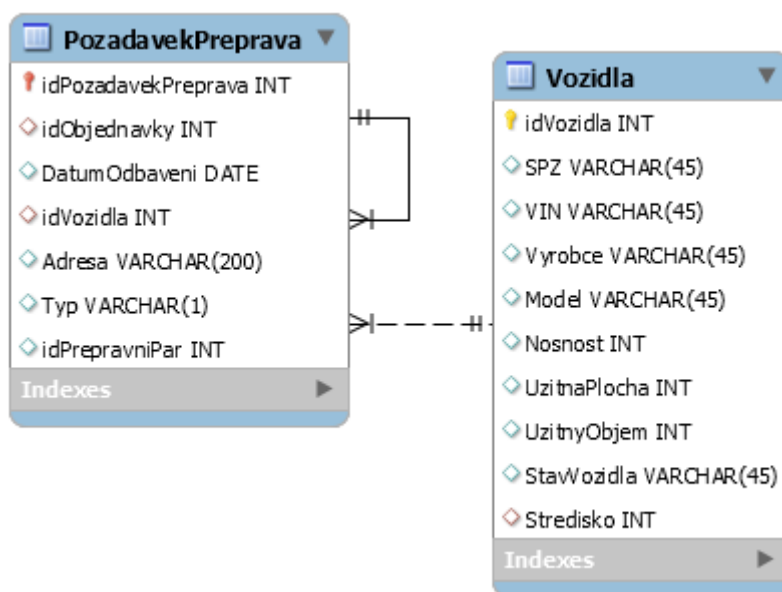 PozadavekPreprava
idPozadavekPreprava INT
idObjednavky INT
DatumOdbaveni DATE
idVozidla INT
Adresa VARCHAR(200)
Typ VARCHAR(1)
idPrepravniPar INT
Indexes
Vozidla
idVozidla INT
SPZ VARCHAR(45)
VIN VARCHAR(45)
Vyrobce VARCHAR(45)
Model VARCHAR(45)
Nosnost INT
UzitnaPlocha INT
UzitnyObjem INT
StavVozidla VARCHAR(45)
Stredisko INT
Indexes